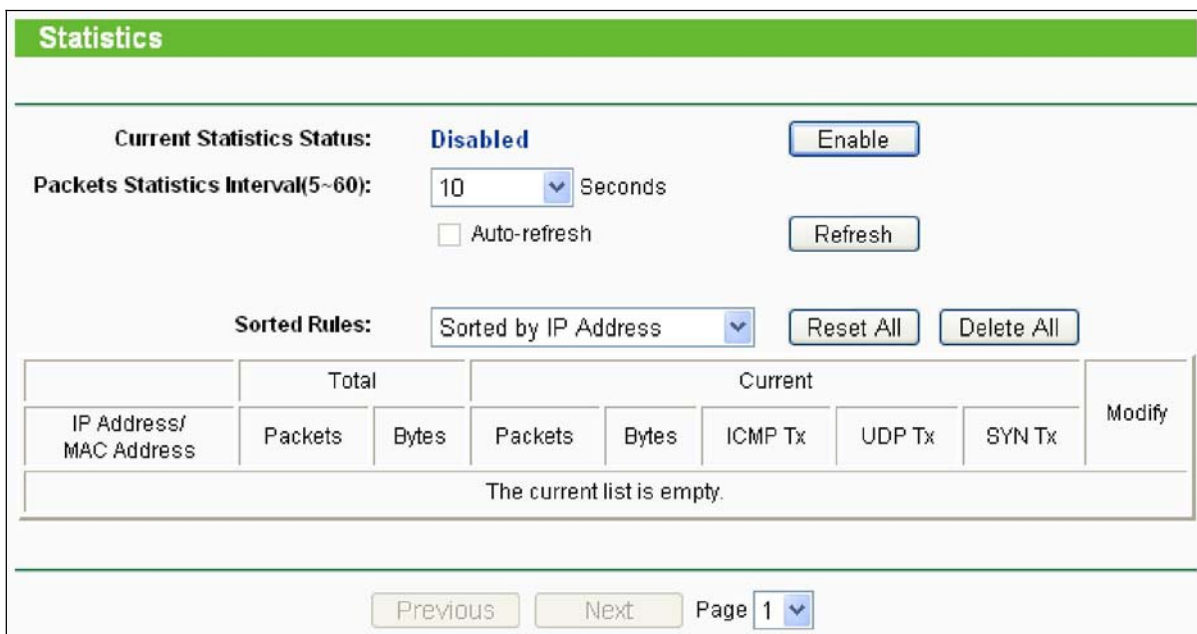 Statistics
Current Statistics Status: Disabled Enable
Packets Statistics Interval(5~60): 10 Seconds
Auto-refresh Refresh
Sorted Rules: Sorted by IP Address Reset All Delete All
Total Current Modify
IP Address/
MAC Address Packets Bytes Packets Bytes ICMP Tx UDP Tx SYN Tx
The current list is empty.
Previous Next Page 1